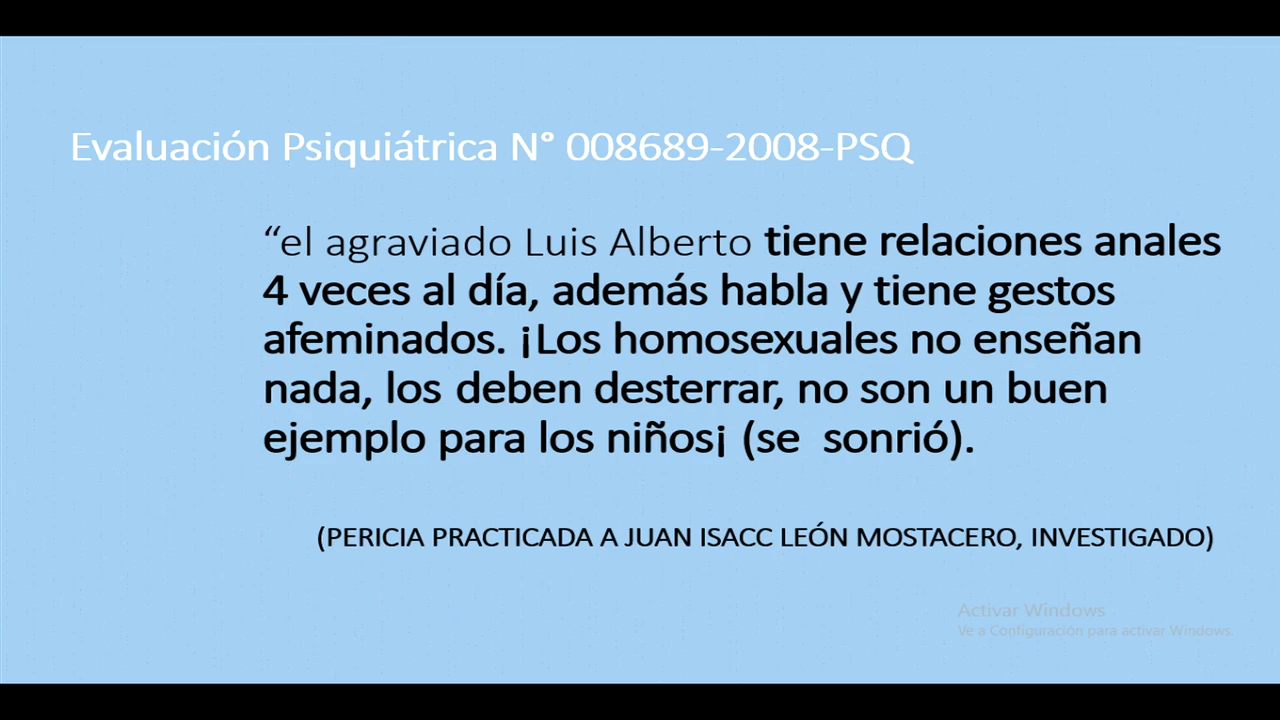 Evaluación Psiquiátrica N° 008689-2008-PSQ
“el agraviado Luis Alberto tiene relaciones anales
4 veces al día, además habla y tiene gestos
afeminados. ¡Los homosexuales no enseñan
nada, los deben desterrar, no son un buen
ejemplo para los niños¡ (se sonrió).
(PERICIA PRACTICADA A JUAN ISACC LEÓN MOSTACERO, INVESTIGADO)
Activar Windows
Ve a Configuración para activar Windows.